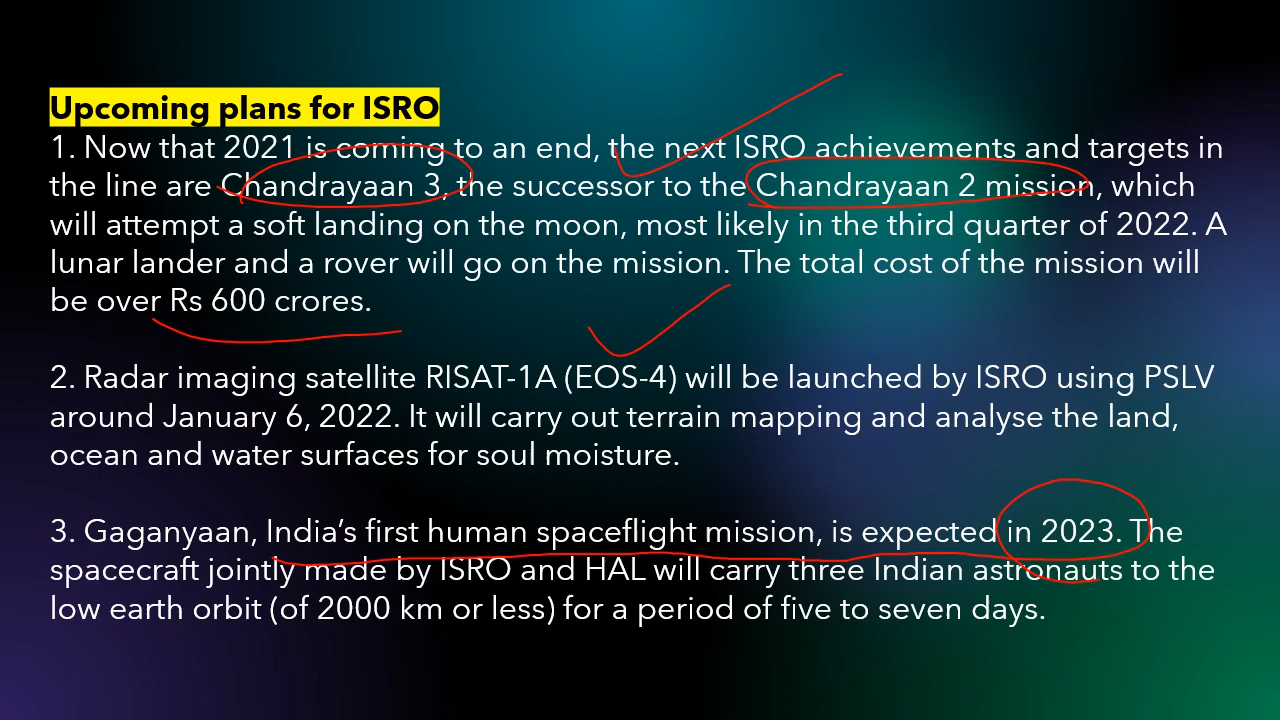 Upcoming plans for ISRO
1. Now that 2021 is coming to an end, the next ISRO achievements and targets in
the line are Chandrayaan 3, the successor to the Chandrayaan 2 mission, which
will attempt a soft landing on the moon, most likely in the third quarter of 2022. A
lunar lander and a rover will go on the mission. The total cost of the mission will
be over Rs 600 crores.
2. Radar imaging satellite RISAT-1A (EOS-4) will be launched by ISRO using PSLV
around January 6, 2022. It will carry out terrain mapping and analyse the land,
ocean and water surfaces for soul moisture.
3. Gaganyaan, India’s first human spaceflight mission, is expected in 2023. The
spacecraft jointly made by ISRO and HAL will carry three Indian astronauts to the
low earth orbit (of 2000 km or less) for a period of five to seven days.